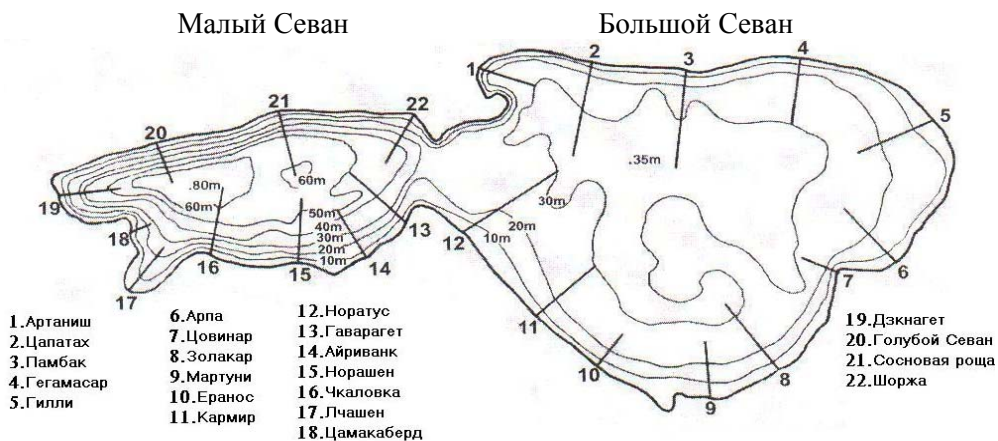 Малый Севан Большой Севан
1 2 3 4 5
20 21 22
.80m 60m 60m
.35m
30m
50m
40m
30m
20m
10m
20m
10m
19 18 17 16 15 14 13 12 11 10 9 8 7 6
1.Артаниш
2.Цапатах
3.Памбак
4.Гегамасар
5.Гилли
6.Арпа
7.Цовинар
8.Золакар
9.Мартуни
10.Еранос
11.Кармир
12.Норатус
13.Гаварагет
14.Айриванк
15.Норашен
16.Чкаловка
17.Лчашен
18.Цамакаберд
19.Дзкнагет
20.Голубой Севан
21.Сосновая роща
22.Шоржа